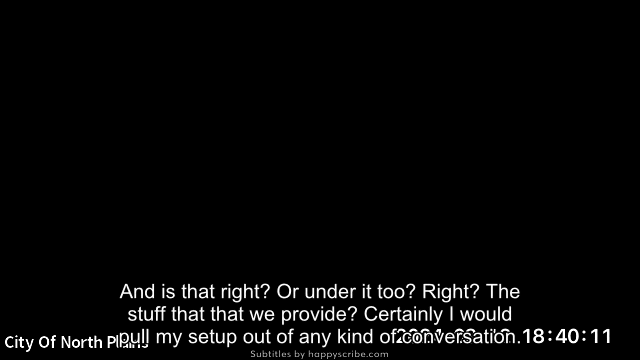 And is that right? Or under it too? Right? The
stuff that that we provide? Certainly I would
pull my setup out of any kind of conversation.
City Of North Plains
18:40:11
Subtitles by happyscribe.com